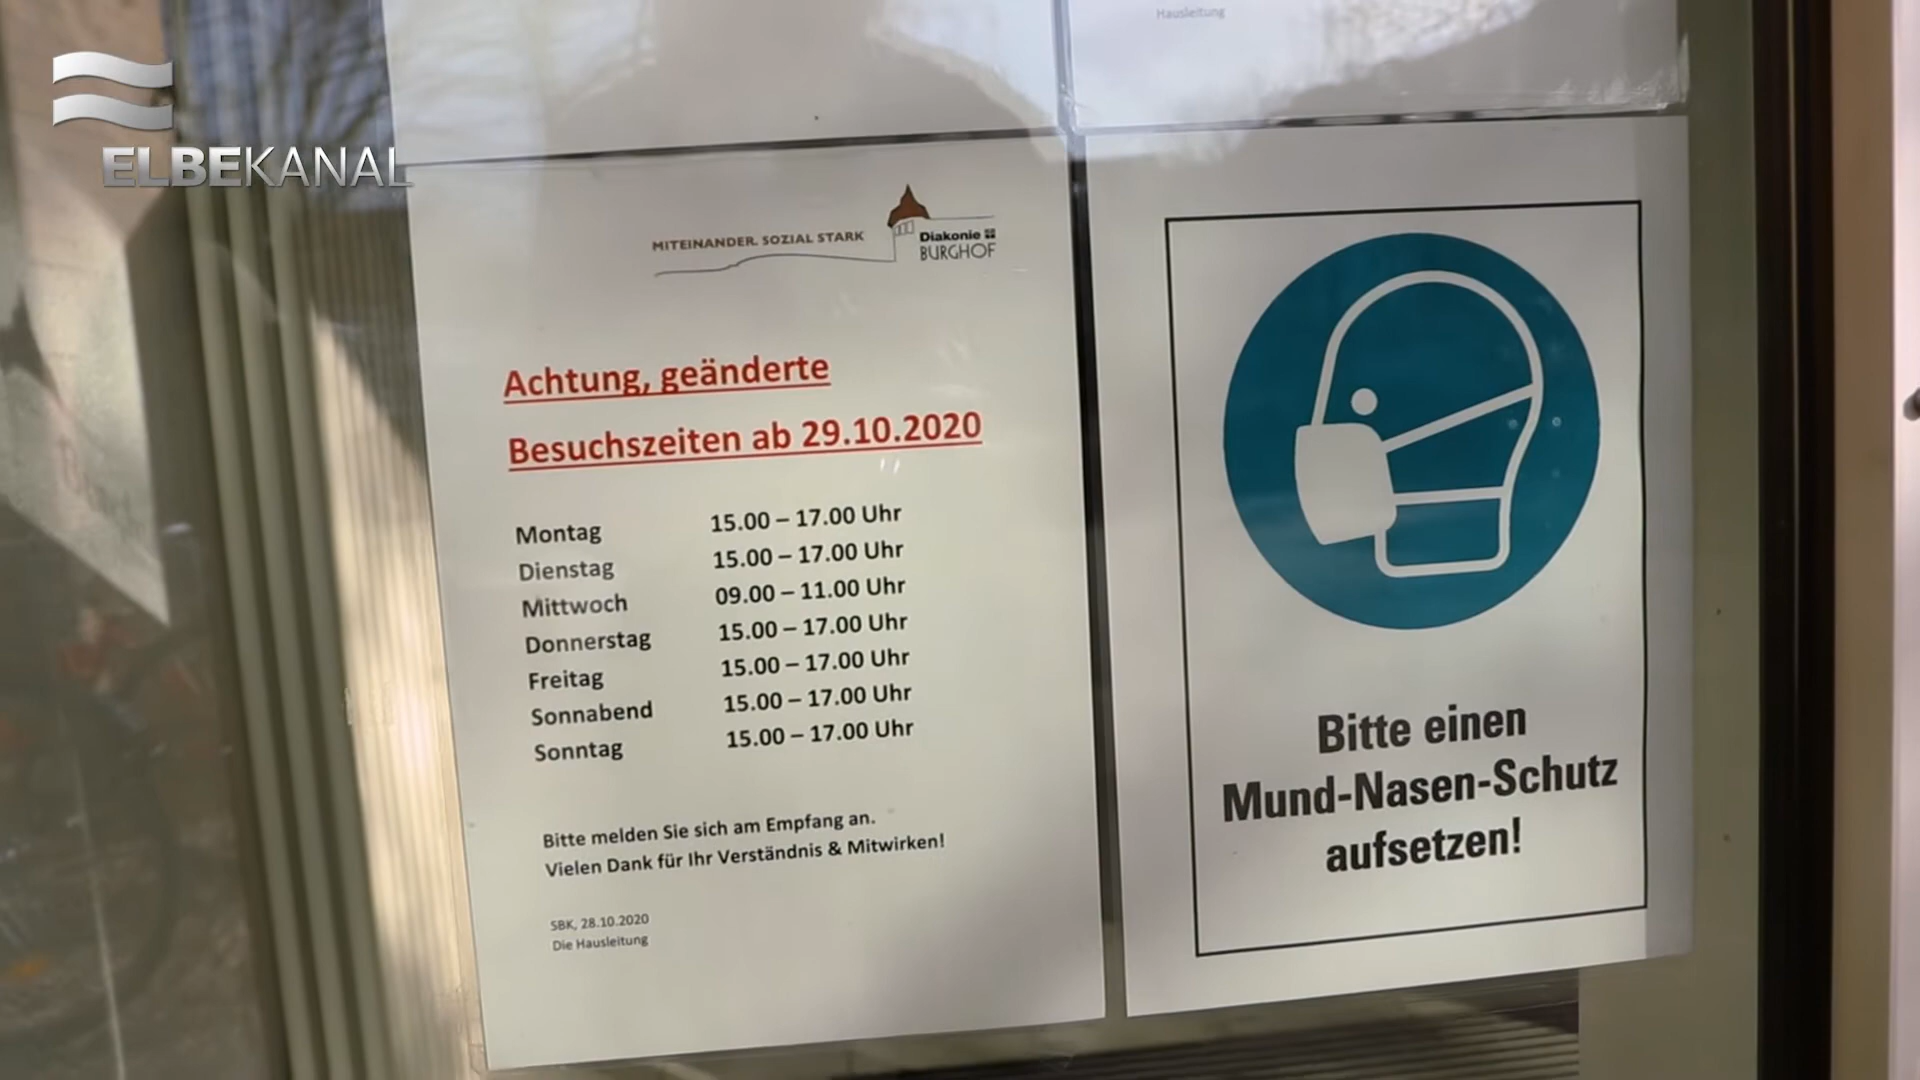 Hausleitung
ELBEKANAL
MITEINANDER. SOZIAL STARK
Diakonie
BURGHOF
Achtung, geänderte
Besuchszeiten ab 29.10.2020
Montag 15.00 – 17.00 Uhr
Dienstag 15.00 – 17.00 Uhr
Mittwoch 09.00 – 11.00 Uhr
Donnerstag 15.00 – 17.00 Uhr
Freitag 15.00 – 17.00 Uhr
Sonnabend 15.00 – 17.00 Uhr
Sonntag 15.00 – 17.00 Uhr
Bitte melden Sie sich am Empfang an.
Vielen Dank für Ihr Verständnis & Mitwirken!
SBK, 28.10.2020
Die Hausleitung
Bitte einen
Mund-Nasen-Schutz
aufsetzen!